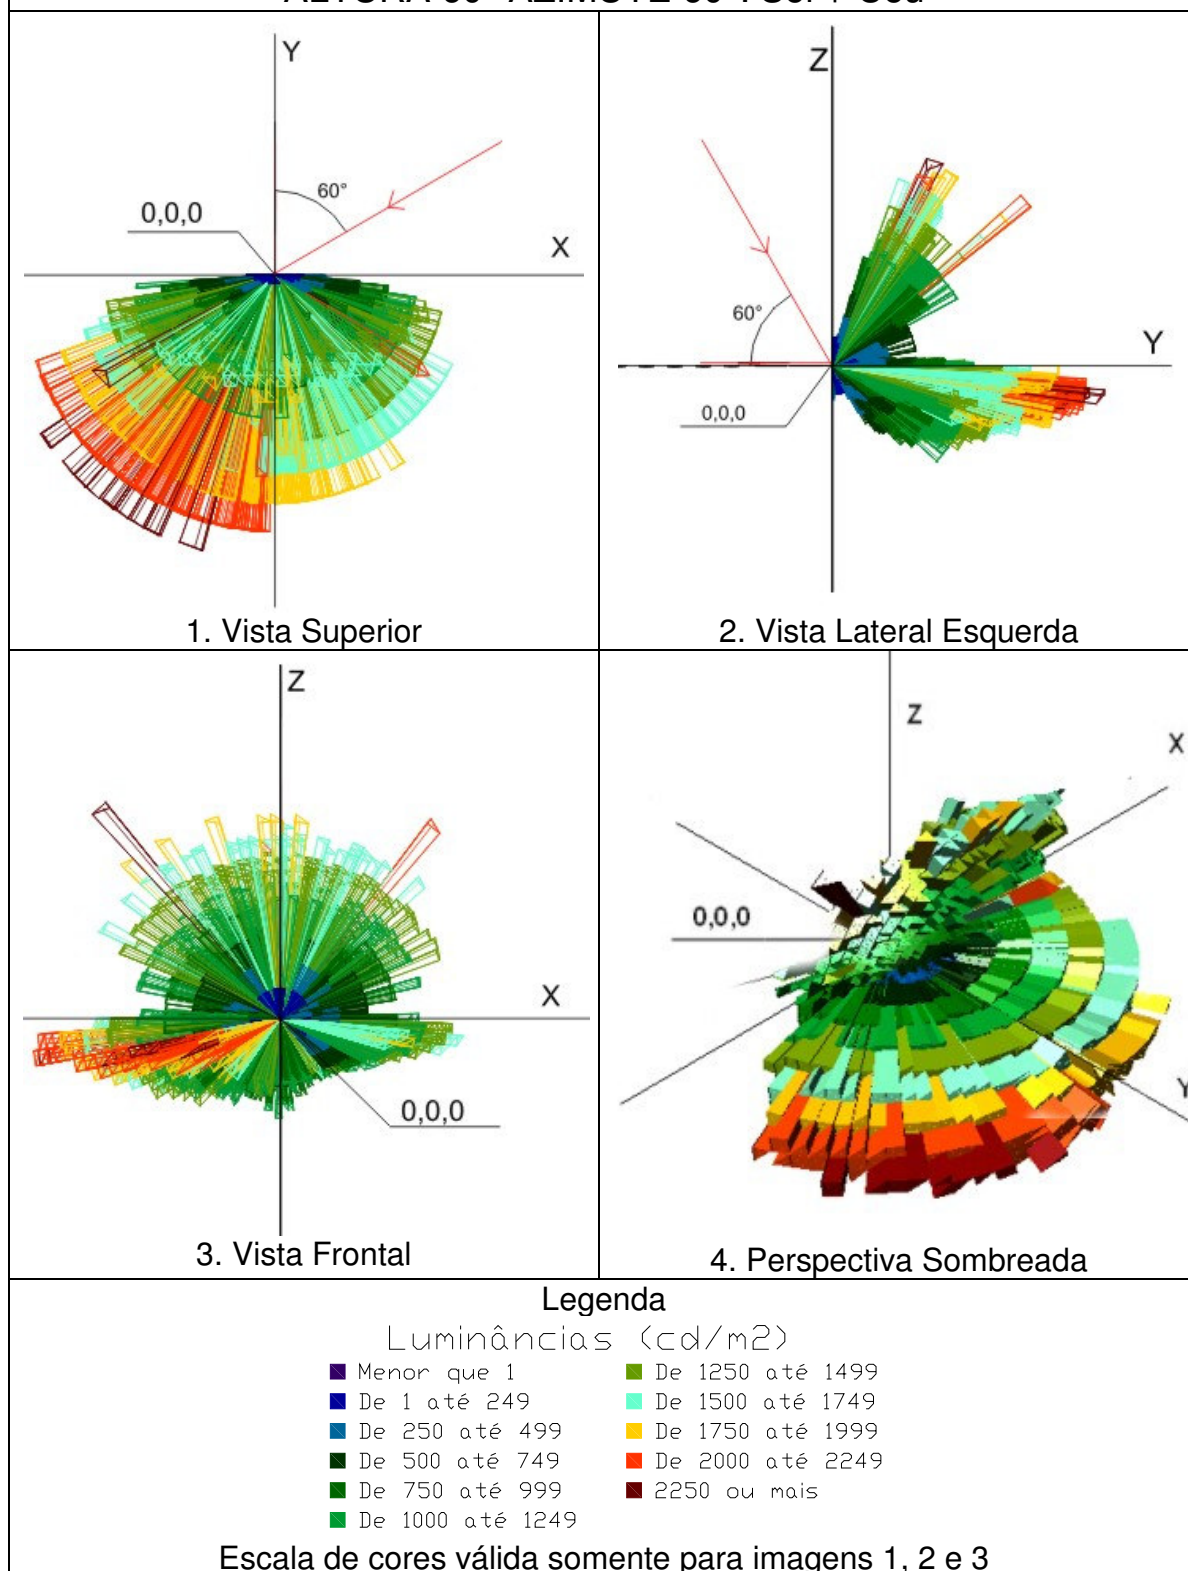 Y
60°
0,0,0
X
1. Vista Superior
Z
60°
Y
0,0,0
2. Vista Lateral Esquerda
Z
X
0,0,0
3. Vista Frontal
Z
X
0,0,0
Y
4. Perspectiva Sombreada
Legenda
Luminâncias (cd/m2)
Menor que 1
De 1 até 249
De 250 até 499
De 500 até 749
De 750 até 999
De 1000 até 1249
De 1250 até 1499
De 1500 até 1749
De 1750 até 1999
De 2000 até 2249
2250 ou mais
Escala de cores válida somente para imagens 1, 2 e 3